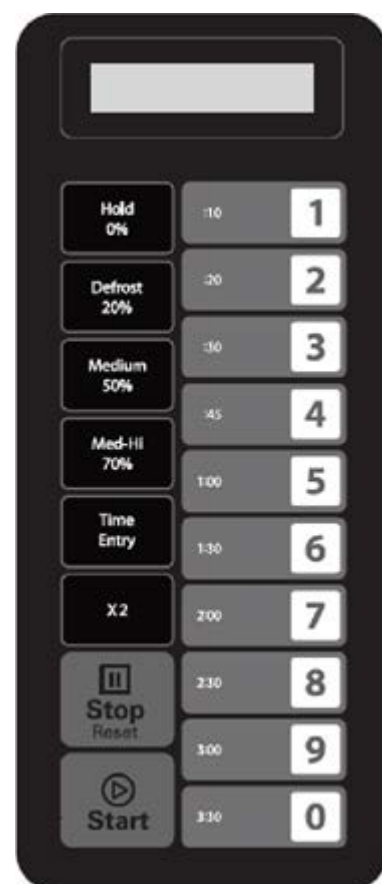 Hold
0%
Defrost
20%
Medium
50%
Med-Hi
70%
Time
Entry
X2
Stop
Reset
Start
:10 1
:20 2
:30 3
:45 4
1:00 5
1:30 6
2:00 7
2:30 8
3:00 9
3:30 0